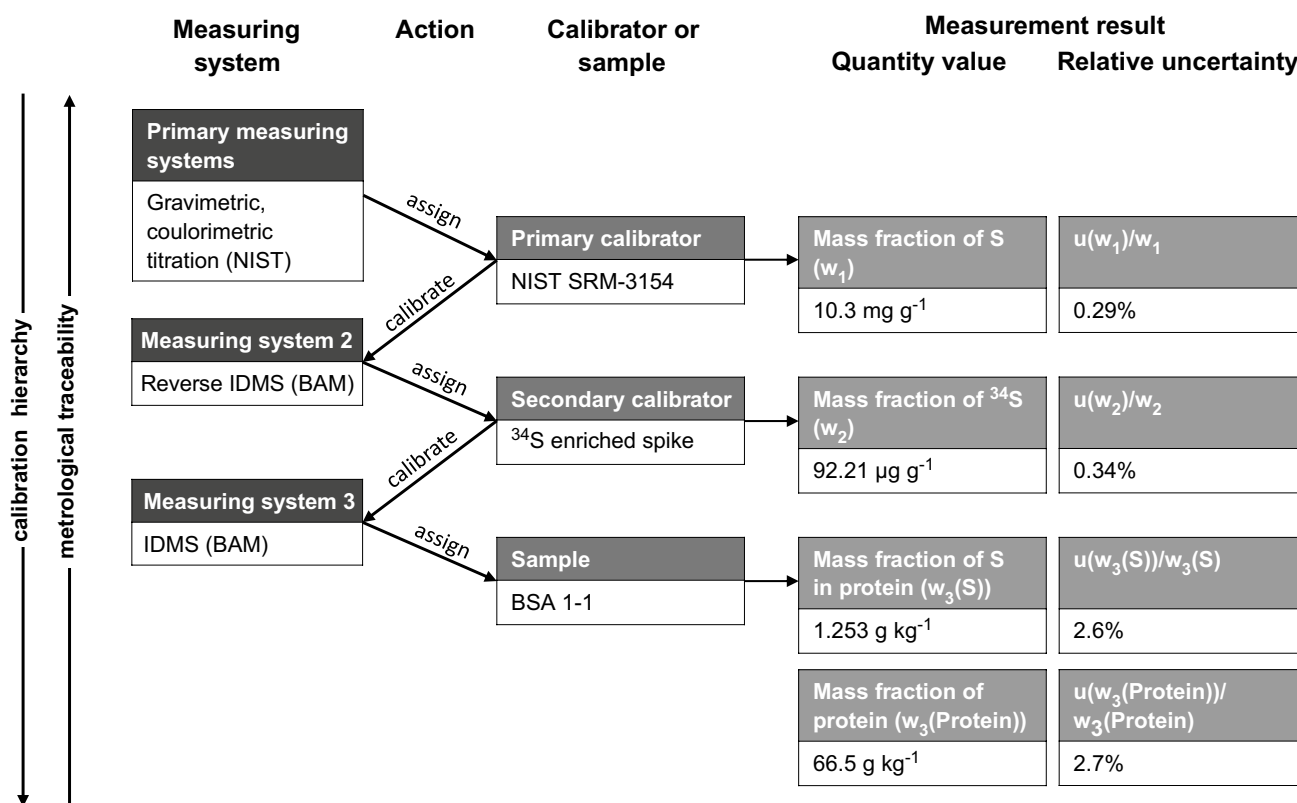 Measuring system
Action
Calibrator or sample
Measurement result
Quantity value
Relative uncertainty
calibration hierarchy
metrological traceability
Primary measuring
systems
Gravimetric,
coulorimetric
titration (NIST)
assign
Primary calibrator
NIST SRM-3154
Mass fraction of S
(w₁)
10.3 mg g⁻¹
u(w₁)/w₁
0.29%
calibrate
Measuring system 2
Reverse IDMS (BAM)
assign
Secondary calibrator
³⁴S enriched spike
Mass fraction of ³⁴S
(w₂)
92.21 µg g⁻¹
u(w₂)/w₂
0.34%
calibrate
Measuring system 3
IDMS (BAM)
assign
Sample
BSA 1-1
Mass fraction of S
in protein (w₃(S))
1.253 g kg⁻¹
u(w₃(S))/w₃(S)
2.6%
Mass fraction of
protein (w₃(Protein))
66.5 g kg⁻¹
u(w₃(Protein))/
w₃(Protein)
2.7%